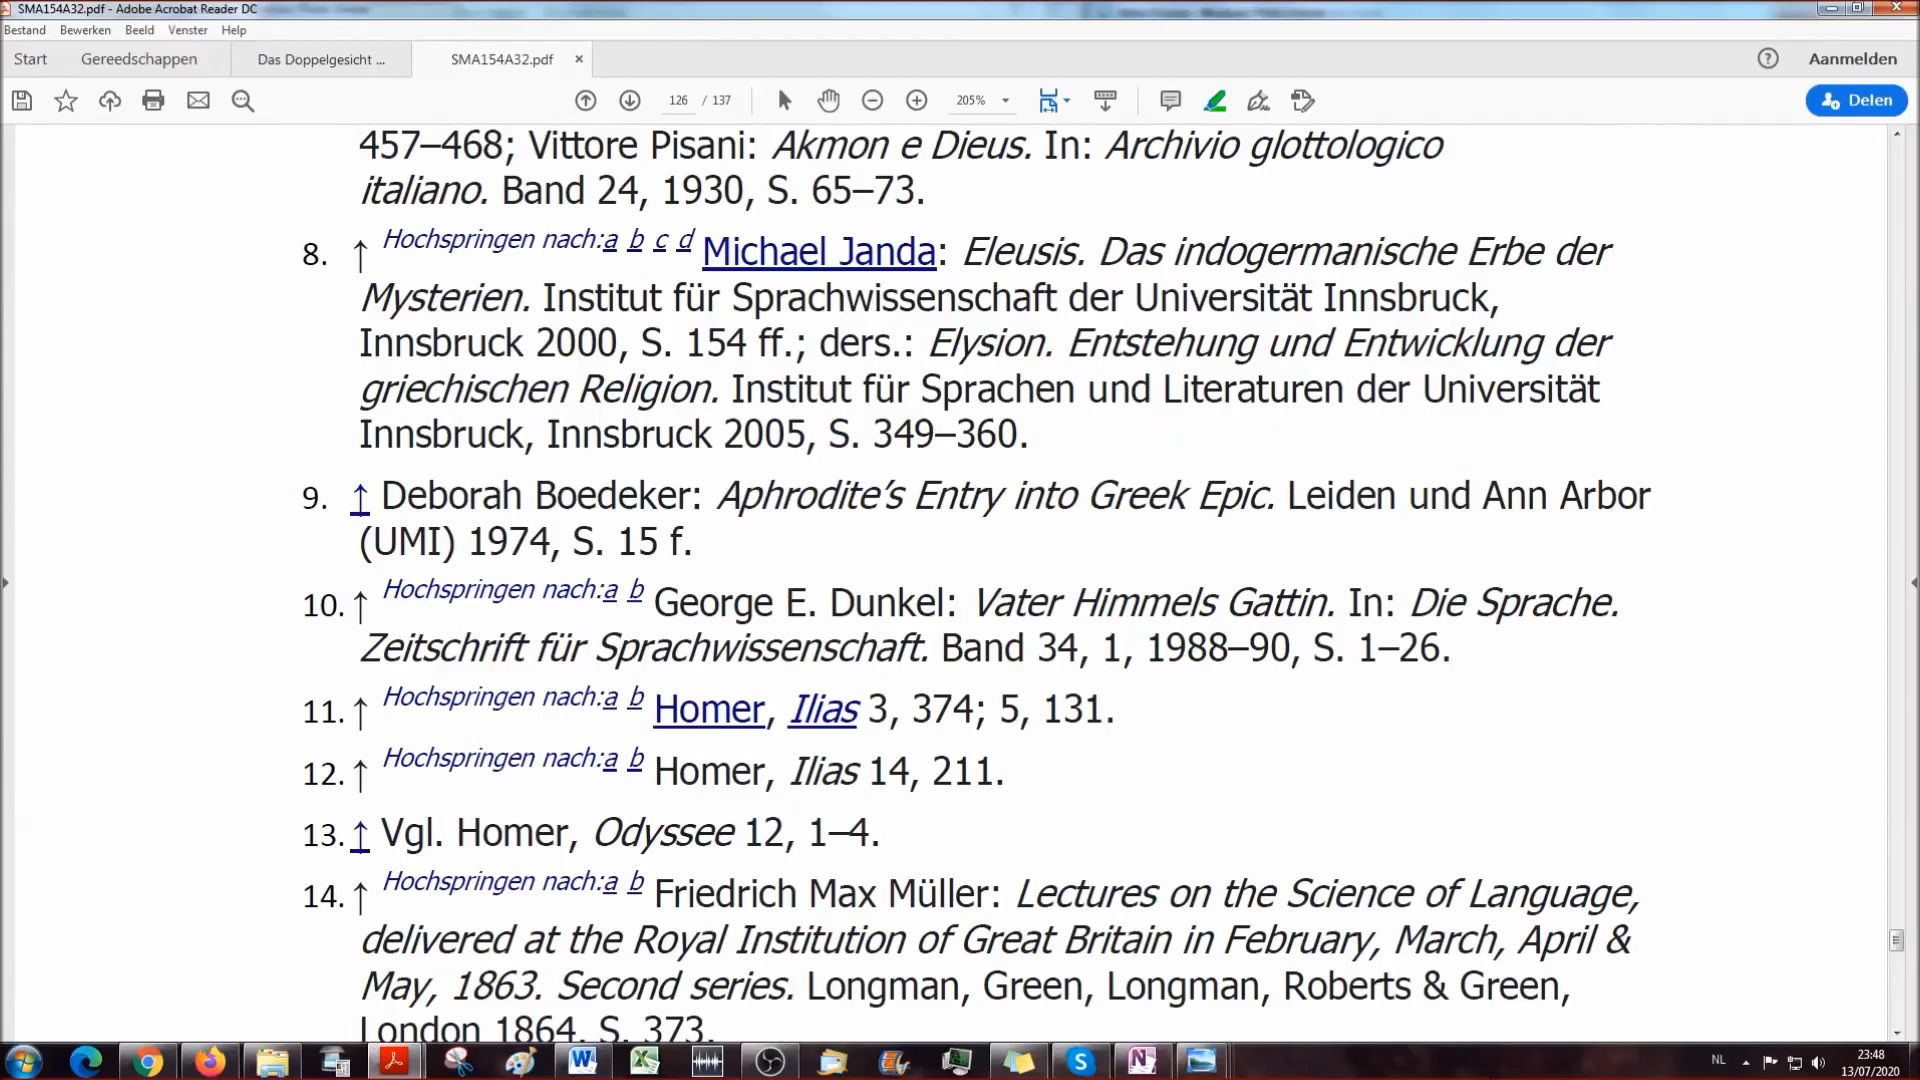 SMA154A32.pdf - Adobe Acrobat Reader DC
Bestand Bewerken Beeld Venster Help
Start Gereedschappen Das Doppelgesicht ... SMA154A32.pdf × Aanmelden
126 / 137 205% Delen
457–468; Vittore Pisani: Akmon e Dieus. In: Archivio glottologico
italiano. Band 24, 1930, S. 65–73.
8. ↑ Hochspringen nach:a b c d Michael Janda: Eleusis. Das indogermanische Erbe der
Mysterien. Institut für Sprachwissenschaft der Universität Innsbruck,
Innsbruck 2000, S. 154 ff.; ders.: Elysion. Entstehung und Entwicklung der
griechischen Religion. Institut für Sprachen und Literaturen der Universität
Innsbruck, Innsbruck 2005, S. 349–360.
9. ↑ Deborah Boedeker: Aphrodite’s Entry into Greek Epic. Leiden und Ann Arbor
(UMI) 1974, S. 15 f.
10. ↑ Hochspringen nach:a b George E. Dunkel: Vater Himmels Gattin. In: Die Sprache.
Zeitschrift für Sprachwissenschaft. Band 34, 1, 1988–90, S. 1–26.
11. ↑ Hochspringen nach:a b Homer, Ilias 3, 374; 5, 131.
12. ↑ Hochspringen nach:a b Homer, Ilias 14, 211.
13. ↑ Vgl. Homer, Odyssee 12, 1–4.
14. ↑ Hochspringen nach:a b Friedrich Max Müller: Lectures on the Science of Language,
delivered at the Royal Institution of Great Britain in February, March, April &
May, 1863. Second series. Longman, Green, Longman, Roberts & Green,
London 1864, S. 373.
NL 23:48
13/07/2020